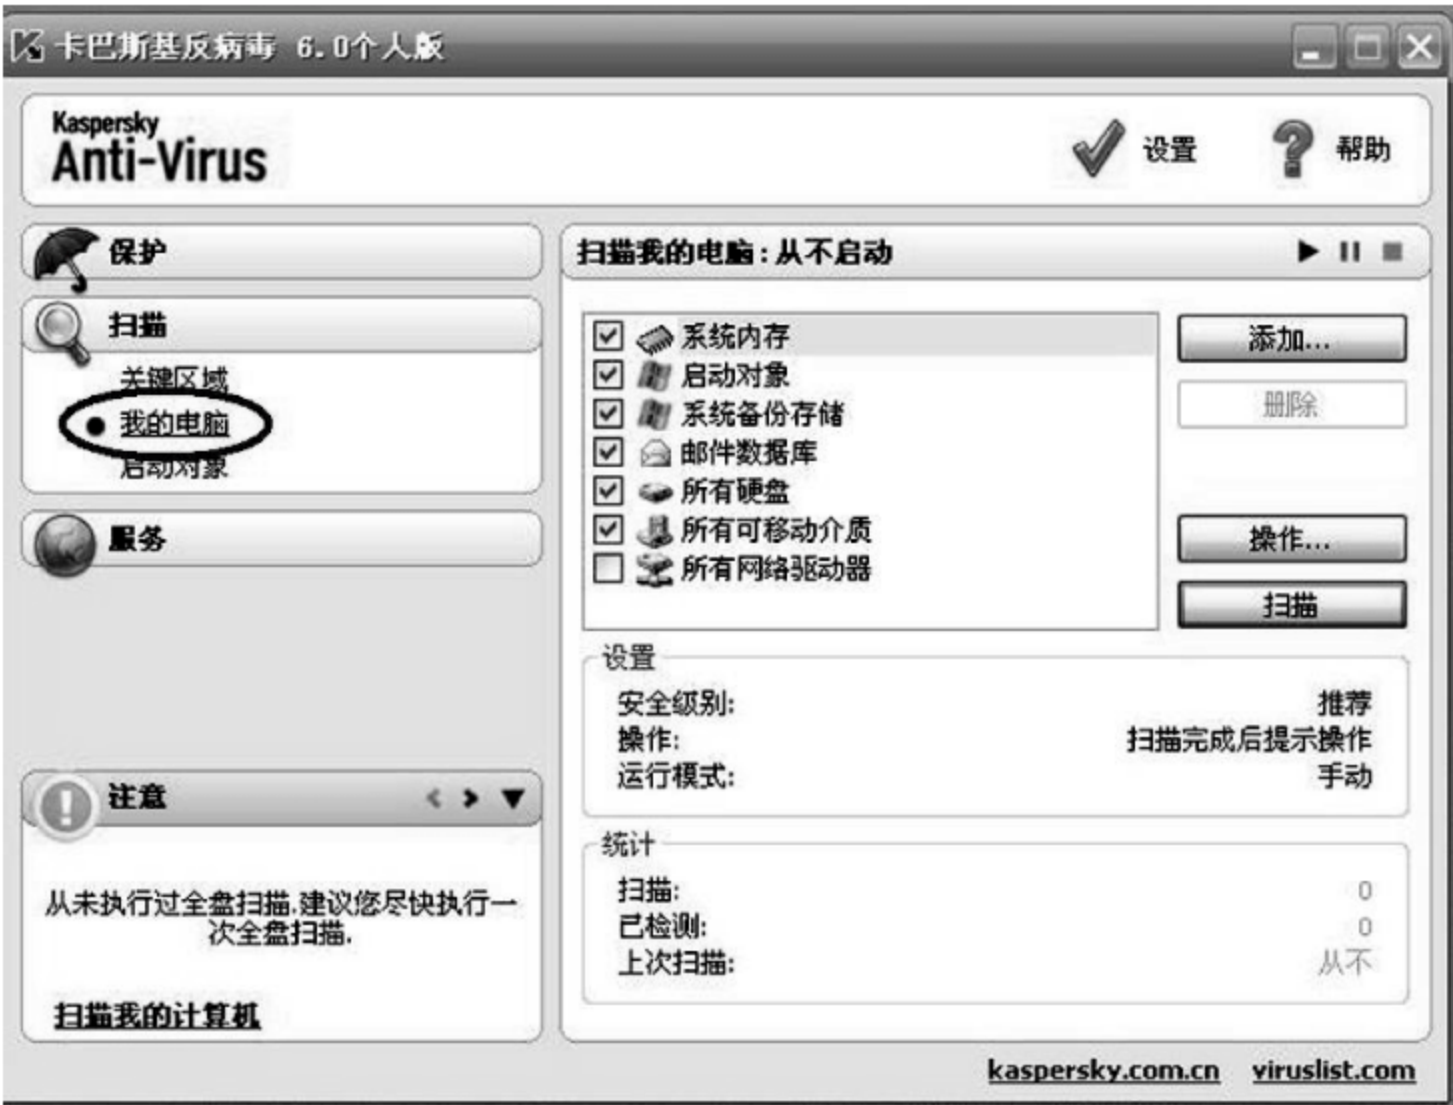 卡巴斯基反病毒 6.0个人版
Kaspersky
Anti-Virus
设置
帮助
保护
扫描
关键区域
我的电脑
启动对象
服务
注意
从未执行过全盘扫描.建议您尽快执行一
次全盘扫描.
扫描我的计算机
扫描我的电脑:从不启动
系统内存
启动对象
系统备份存储
邮件数据库
所有硬盘
所有可移动介质
所有网络驱动器
添加...
删除
操作...
扫描
设置
安全级别: 推荐
操作: 扫描完成后提示操作
运行模式: 手动
统计
扫描: 0
已检测: 0
上次扫描: 从不
kaspersky.com.cn viruslist.com